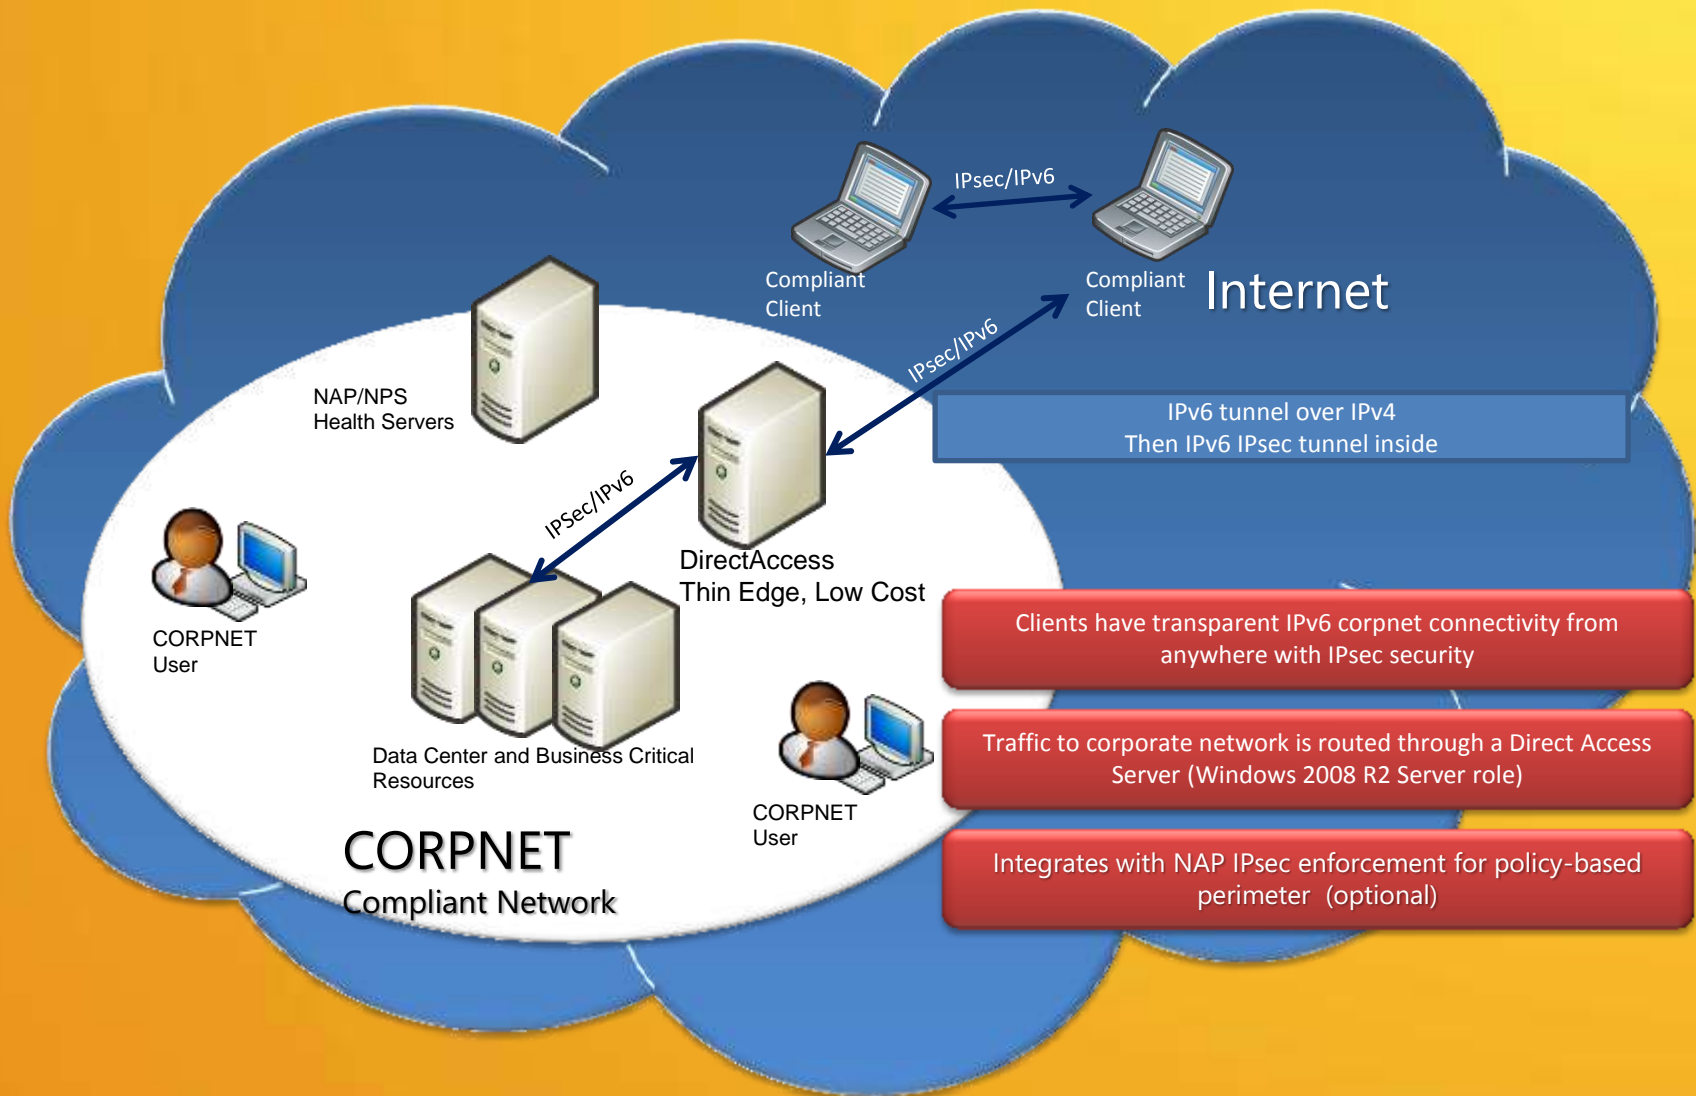 IPsec/IPv6
Compliant
Client
Compliant
Client
Internet
IPsec/IPv6
NAP/NPS
Health Servers
IPv6 tunnel over IPv4
Then IPv6 IPsec tunnel inside
IPSec/IPv6
DirectAccess
Thin Edge, Low Cost
CORPNET
User
Clients have transparent IPv6 corpnet connectivity from
anywhere with IPsec security
Data Center and Business Critical
Resources
Traffic to corporate network is routed through a Direct Access
Server (Windows 2008 R2 Server role)
CORPNET
User
CORPNET
Compliant Network
Integrates with NAP IPsec enforcement for policy-based
perimeter (optional)